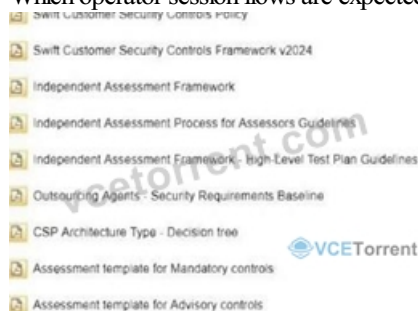 Which operator session flows are expected
Swift Customer Security Controls Policy
Swift Customer Security Controls Framework v2024
Independent Assessment Framework
Independent Assessment Process for Assessors Guidelines
Independent Assessment Framework - High-Level Test Plan Guidelines
Outsourcing Agents - Security Requirements Baseline
CSP Architecture Type - Decision tree
Assessment template for Mandatory controls
Assessment template for Advisory controls
vcetorrent.com
VCETorrent